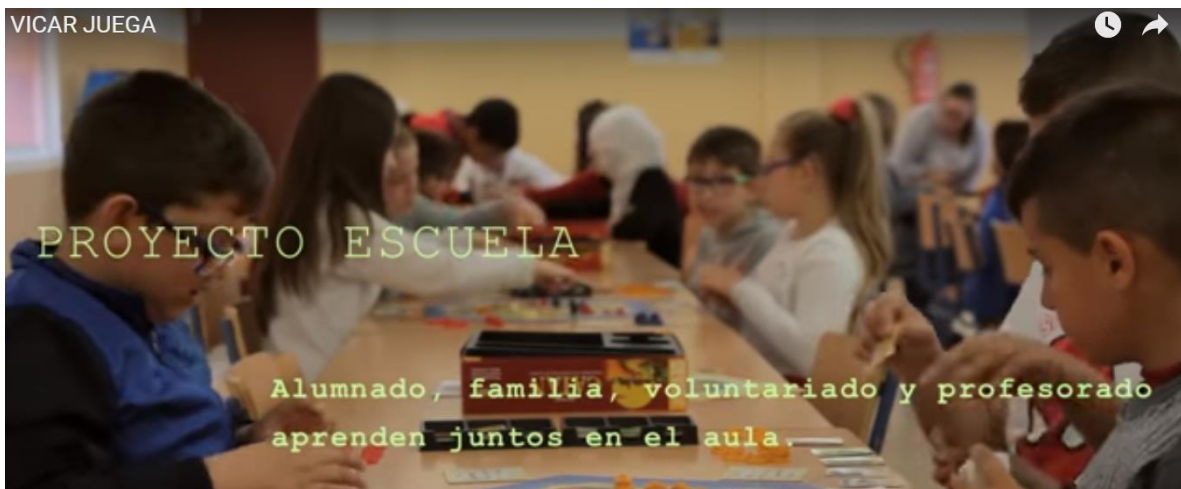 VICAR JUEGA
PROYECTO ESCUELA
Alumnado, familia, voluntariado y profesorado
aprenden juntos en el aula.